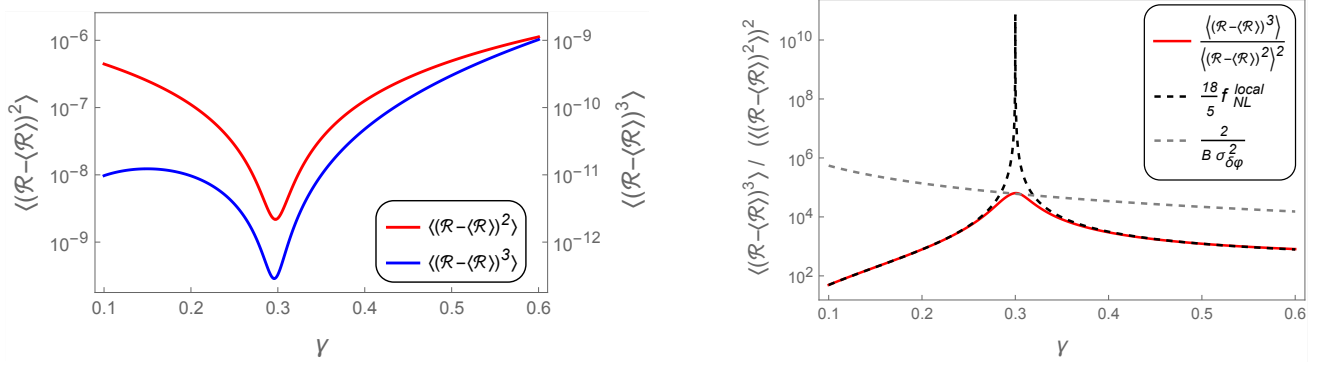 ⟨(ℛ-⟨ℛ⟩)²⟩
10⁻⁶
10⁻⁷
10⁻⁸
10⁻⁹
⟨(ℛ-⟨ℛ⟩)²⟩
⟨(ℛ-⟨ℛ⟩)³⟩
10⁻⁹
10⁻¹⁰
10⁻¹¹
10⁻¹²
⟨(ℛ-⟨ℛ⟩)³⟩
0.1 0.2 0.3 0.4 0.5 0.6
γ
⟨(ℛ-⟨ℛ⟩)³⟩ / (⟨(ℛ-⟨ℛ⟩)²⟩)²
10¹⁰
10⁸
10⁶
10⁴
10²
⟨(ℛ-⟨ℛ⟩)³⟩
⟨(ℛ-⟨ℛ⟩)²⟩²
18/5 f_NL^local
2
B σ²_δφ
0.1 0.2 0.3 0.4 0.5 0.6
γ